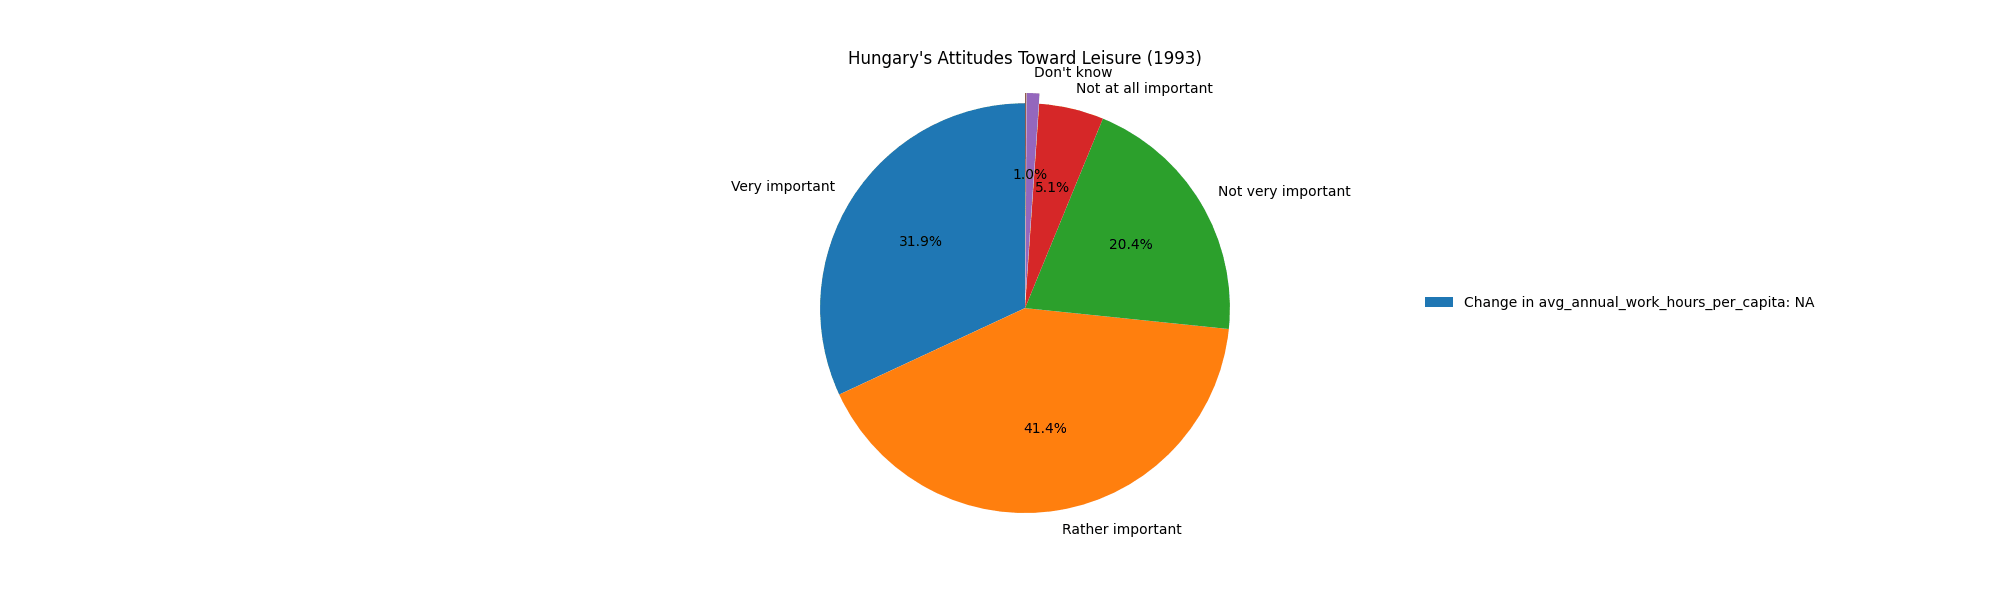 Hungary's Attitudes Toward Leisure (1993)
Don't know
Not at all important
Very important
Not very important
1.0%
5.1%
31.9%
20.4%
Change in avg_annual_work_hours_per_capita: NA
41.4%
Rather important